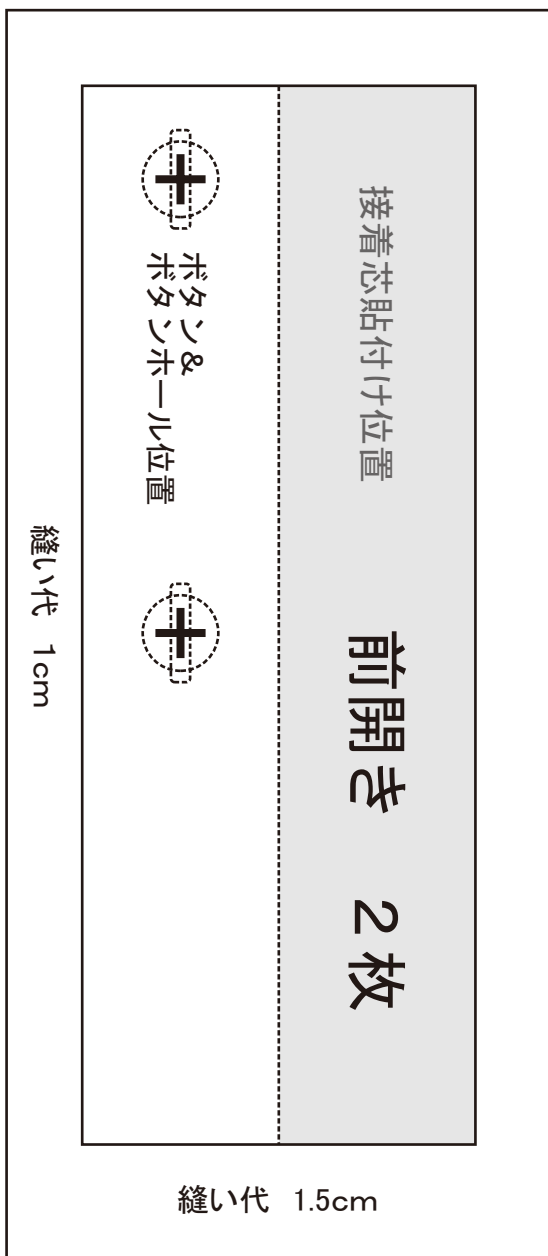 接着芯貼付け位置
ボタン&
ボタンホール位置
前開き　２枚
縫い代　1cm
縫い代　1.5cm